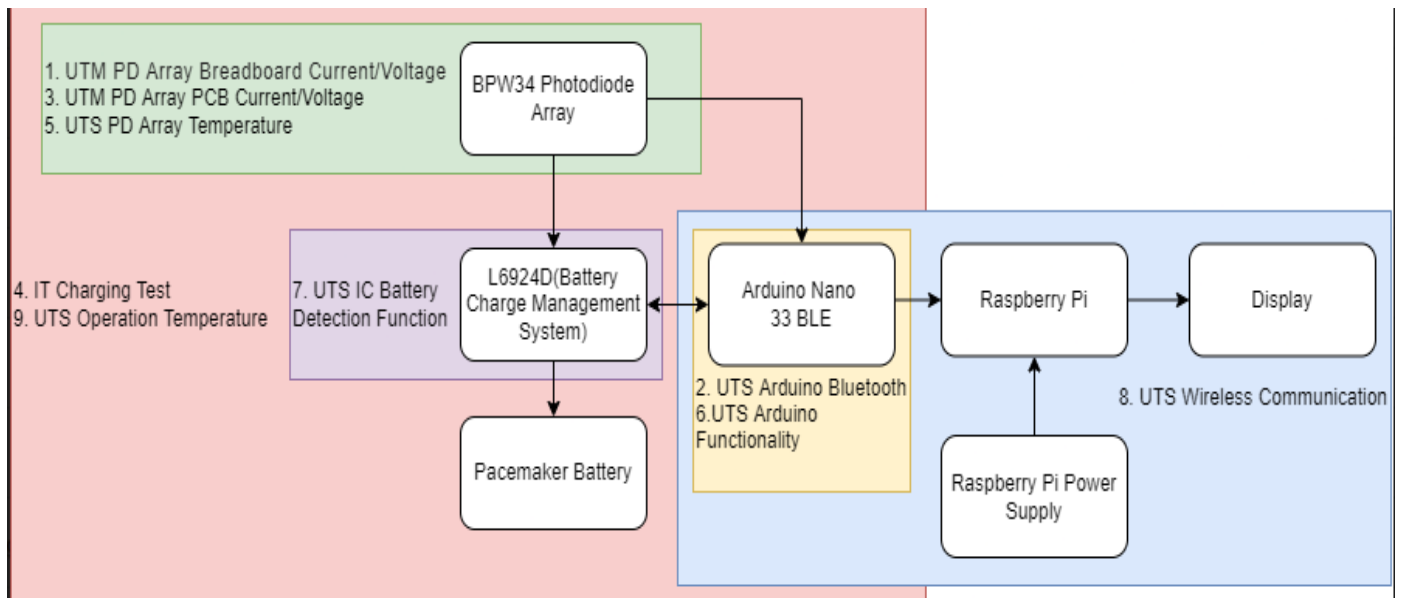 1. UTM PD Array Breadboard Current/Voltage
3. UTM PD Array PCB Current/Voltage
5. UTS PD Array Temperature
BPW34 Photodiode
Array
4. IT Charging Test
9. UTS Operation Temperature
7. UTS IC Battery
Detection Function
L6924D(Battery
Charge Management
System)
Arduino Nano
33 BLE
Raspberry Pi
Display
2. UTS Arduino Bluetooth
6.UTS Arduino
Functionality
8. UTS Wireless Communication
Pacemaker Battery
Raspberry Pi Power
Supply